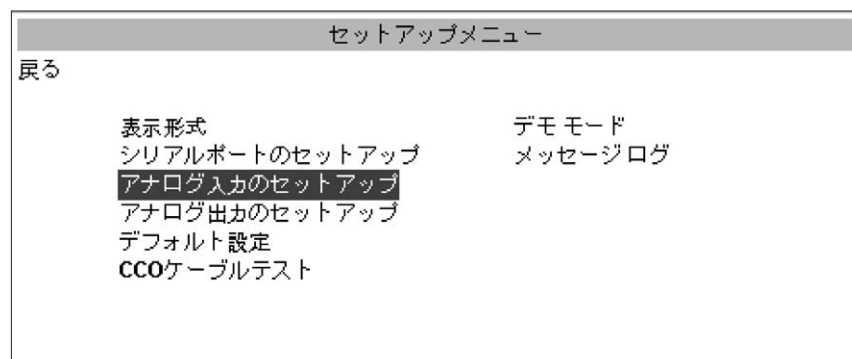 セットアップメニュー
戻る
表示形式
シリアルポートのセットアップ
アナログ入力のセットアップ
アナログ出力のセットアップ
デフォルト設定
CCOケーブルテスト
デモ モード
メッセージ ログ